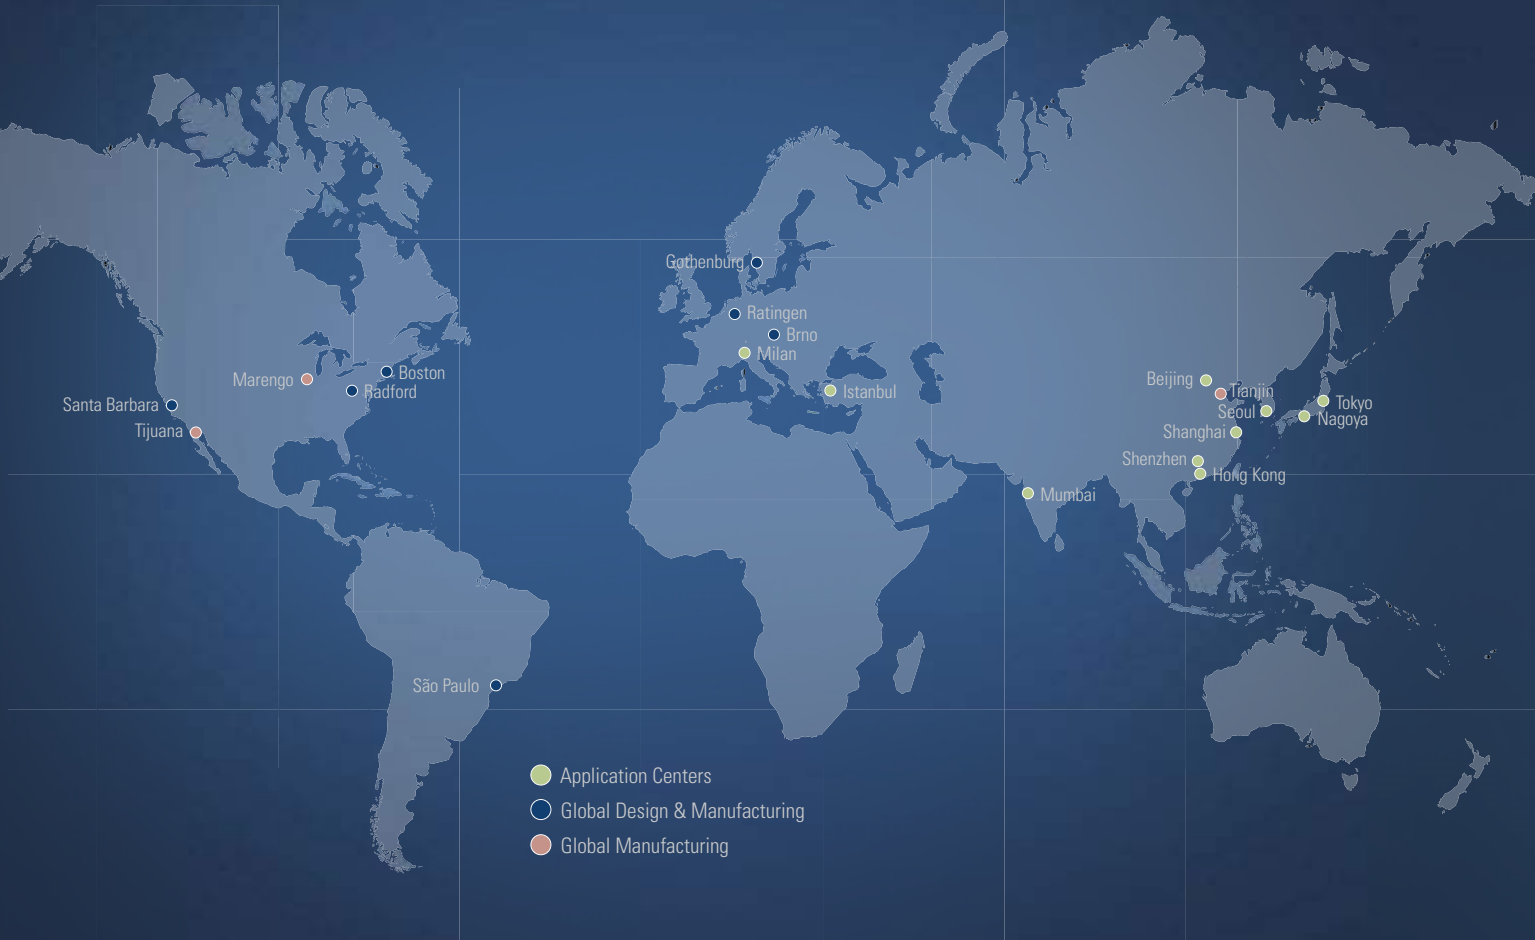 Gothenburg
Ratingen
Brno
Milan
Istanbul
Marengo
Boston
Radford
Santa Barbara
Tijuana
Beijing
Tianjin
Seoul
Tokyo
Nagoya
Shanghai
Shenzhen
Hong Kong
Mumbai
São Paulo
Application Centers
Global Design & Manufacturing
Global Manufacturing